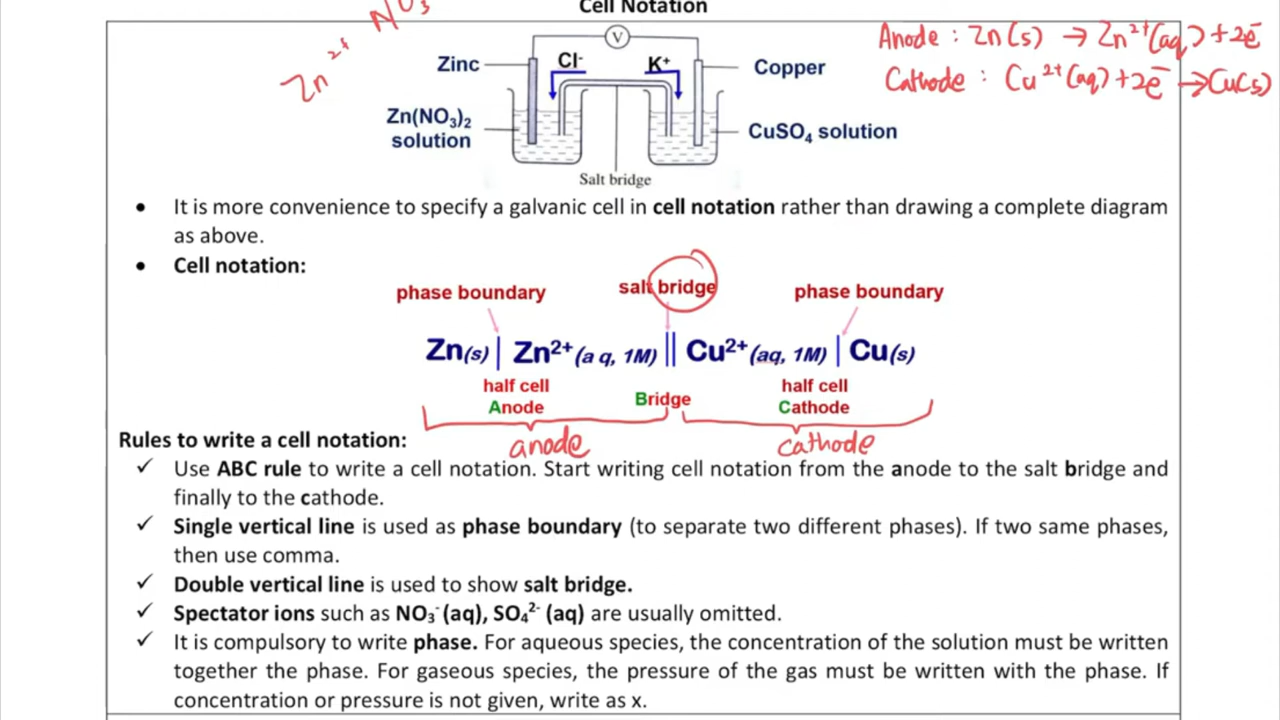 Cell Notation
Zn²⁺ NO₃
Anode : Zn(s) → Zn²⁺(aq) + 2e⁻
Cathode : Cu²⁺(aq) + 2e⁻ → Cu(s)
V
Zinc
Cl⁻
K⁺
Copper
Zn(NO₃)₂
solution
CuSO₄ solution
Salt bridge
• It is more convenience to specify a galvanic cell in cell notation rather than drawing a complete diagram
as above.
• Cell notation:
phase boundary
salt bridge
phase boundary
Zn(s) | Zn²⁺(a q, 1M) || Cu²⁺(aq, 1M) | Cu(s)
half cell
Anode
Bridge
half cell
Cathode
anode
cathode
Rules to write a cell notation:
✓ Use ABC rule to write a cell notation. Start writing cell notation from the anode to the salt bridge and
finally to the cathode.
✓ Single vertical line is used as phase boundary (to separate two different phases). If two same phases,
then use comma.
✓ Double vertical line is used to show salt bridge.
✓ Spectator ions such as NO₃⁻ (aq), SO₄²⁻ (aq) are usually omitted.
✓ It is compulsory to write phase. For aqueous species, the concentration of the solution must be written
together the phase. For gaseous species, the pressure of the gas must be written with the phase. If
concentration or pressure is not given, write as x.